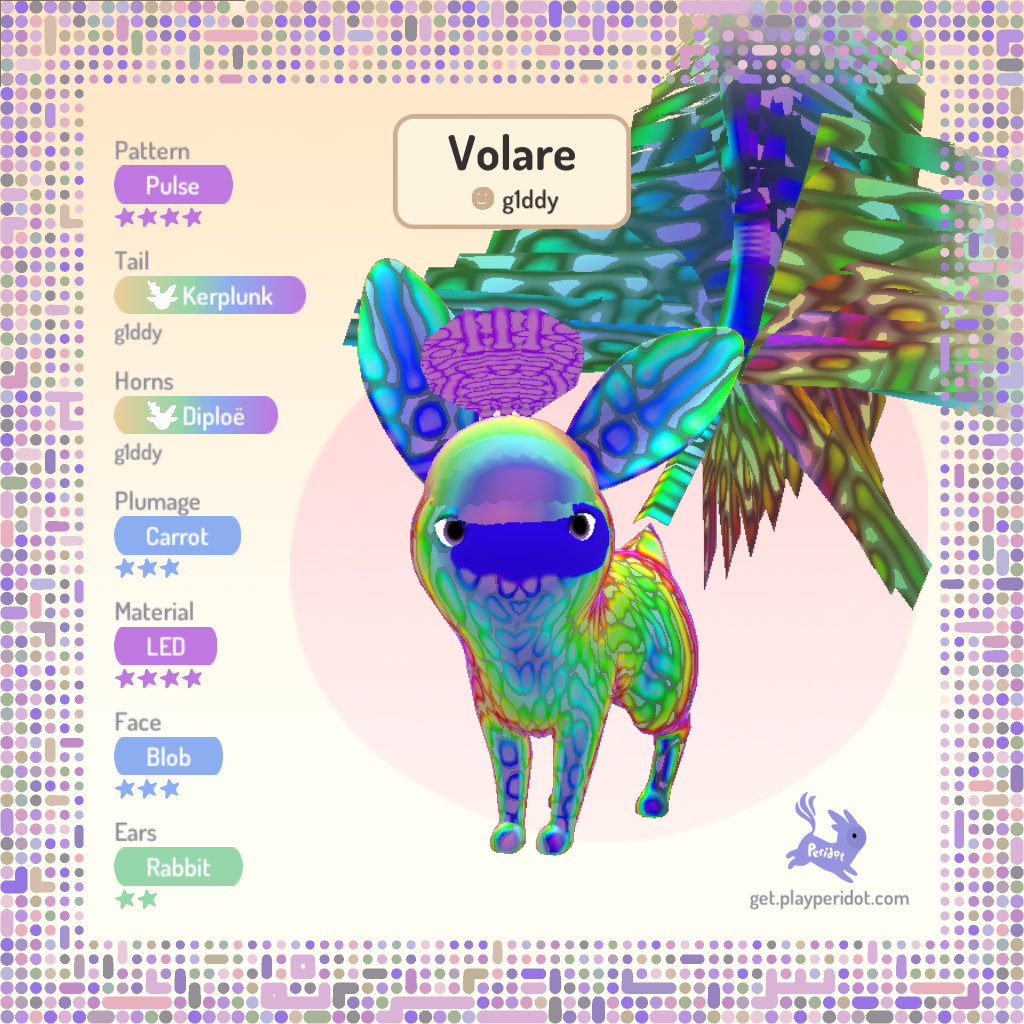 Volare
g1ddy
Pattern
Pulse
Tail
Kerplunk
g1ddy
Horns
Diploë
g1ddy
Plumage
Carrot
Material
LED
Face
Blob
Ears
Rabbit
Peridot
get.playperidot.com